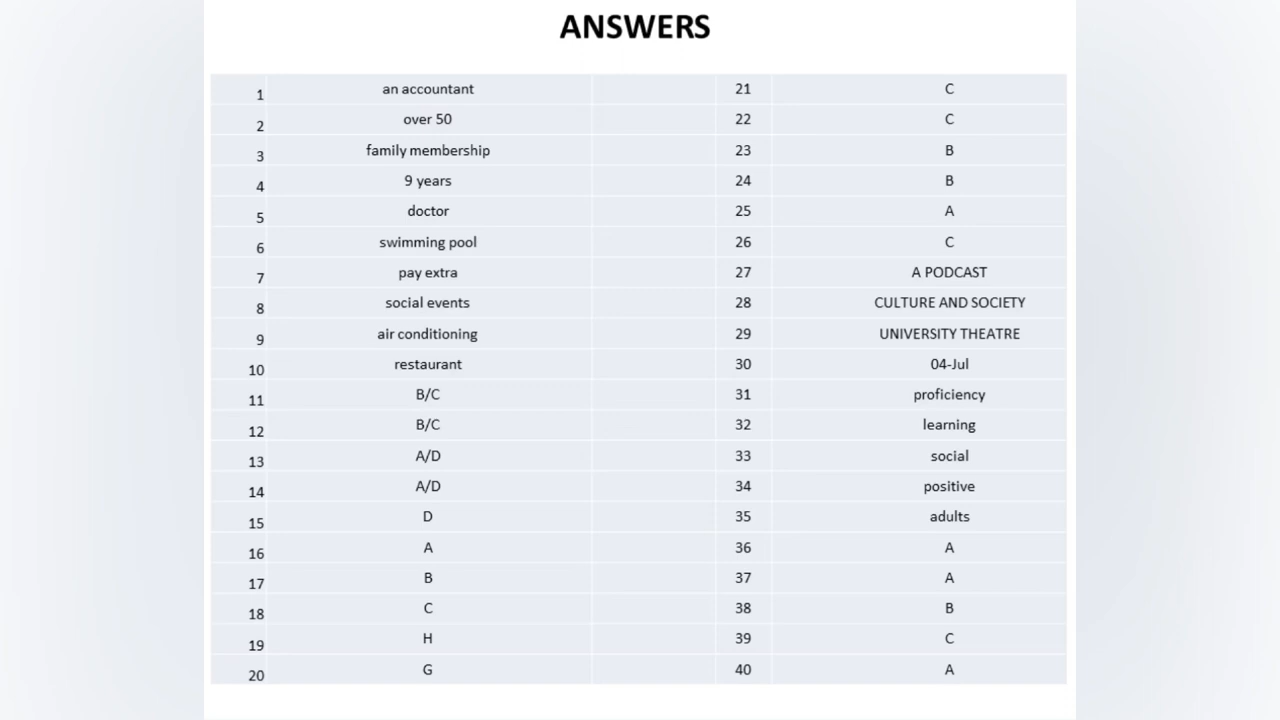 ANSWERS
1 an accountant 21 C
2 over 50 22 C
3 family membership 23 B
4 9 years 24 B
5 doctor 25 A
6 swimming pool 26 C
7 pay extra 27 A PODCAST
8 social events 28 CULTURE AND SOCIETY
9 air conditioning 29 UNIVERSITY THEATRE
10 restaurant 30 04-Jul
11 B/C 31 proficiency
12 B/C 32 learning
13 A/D 33 social
14 A/D 34 positive
15 D 35 adults
16 A 36 A
17 B 37 A
18 C 38 B
19 H 39 C
20 G 40 A